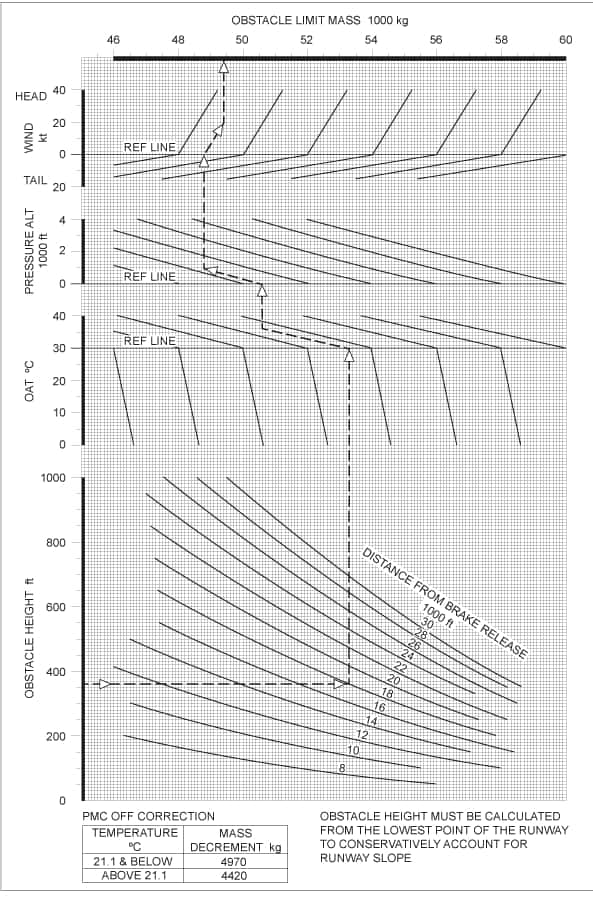 OBSTACLE LIMIT MASS 1000 kg
46 48 50 52 54 56 58 60
HEAD 40
20
WIND kt
0
REF LINE
TAIL
20
PRESSURE ALT 1000 ft
4
2
0
REF LINE
40
REF LINE
30
OAT ºC
20
10
0
1000
800
OBSTACLE HEIGHT ft
600
400
200
0
DISTANCE FROM BRAKE RELEASE
1000 ft
30
28
26
24
22
20
18
16
14
12
10
8
PMC OFF CORRECTION
TEMPERATURE ºC
MASS DECREMENT kg
21.1 & BELOW 4970
ABOVE 21.1 4420
OBSTACLE HEIGHT MUST BE CALCULATED
FROM THE LOWEST POINT OF THE RUNWAY
TO CONSERVATIVELY ACCOUNT FOR
RUNWAY SLOPE